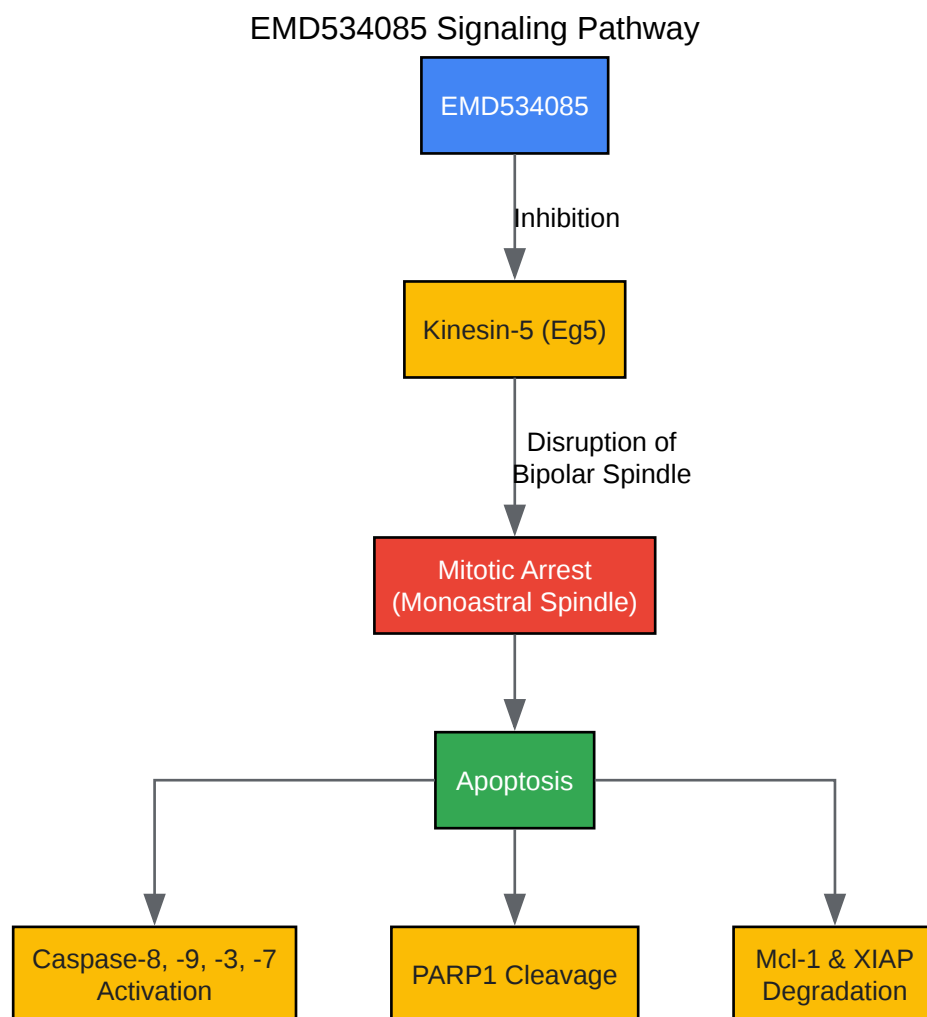 EMD534085 Signaling Pathway
EMD534085
Inhibition
Kinesin-5 (Eg5)
Disruption of
Bipolar Spindle
Mitotic Arrest
(Monoastral Spindle)
Apoptosis
Caspase-8, -9, -3, -7
Activation
PARP1 Cleavage
Mcl-1 & XIAP
Degradation